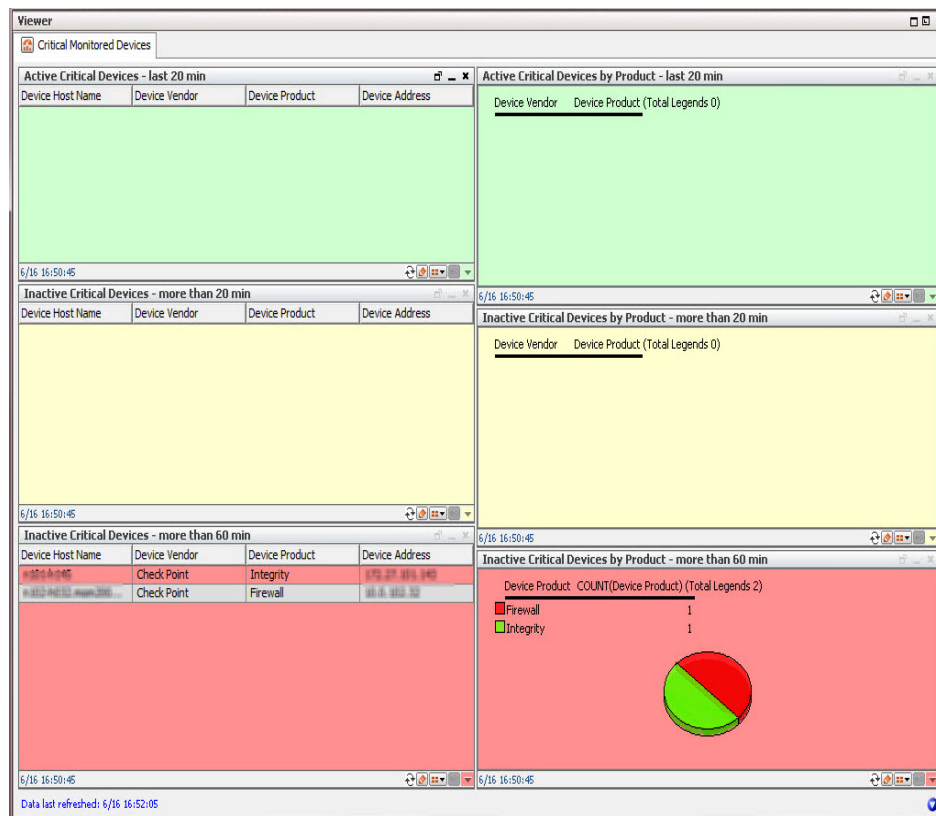 Viewer
Critical Monitored Devices
Active Critical Devices - last 20 min
Device Host Name Device Vendor Device Product Device Address
6/16 16:50:45
Active Critical Devices by Product - last 20 min
Device Vendor Device Product (Total Legends 0)
6/16 16:50:45
Inactive Critical Devices - more than 20 min
Device Host Name Device Vendor Device Product Device Address
6/16 16:50:45
Inactive Critical Devices by Product - more than 20 min
Device Vendor Device Product (Total Legends 0)
6/16 16:50:45
Inactive Critical Devices - more than 60 min
Device Host Name Device Vendor Device Product Device Address
Check Point Integrity
Check Point Firewall
6/16 16:50:45
Inactive Critical Devices by Product - more than 60 min
Device Product COUNT(Device Product) (Total Legends 2)
Firewall 1
Integrity 1
6/16 16:50:45
Data last refreshed: 6/16 16:52:05